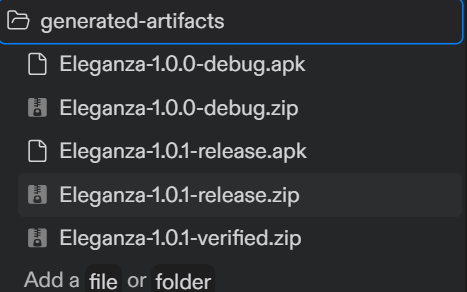 generated-artifacts
Eleganza-1.0.0-debug.apk
Eleganza-1.0.0-debug.zip
Eleganza-1.0.1-release.apk
Eleganza-1.0.1-release.zip
Eleganza-1.0.1-verified.zip
Add a file or folder